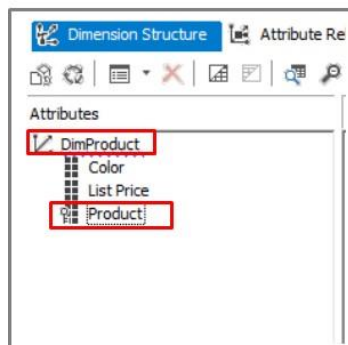 Dimension Structure Attribute Re
Attributes
DimProduct
Color
List Price
Product